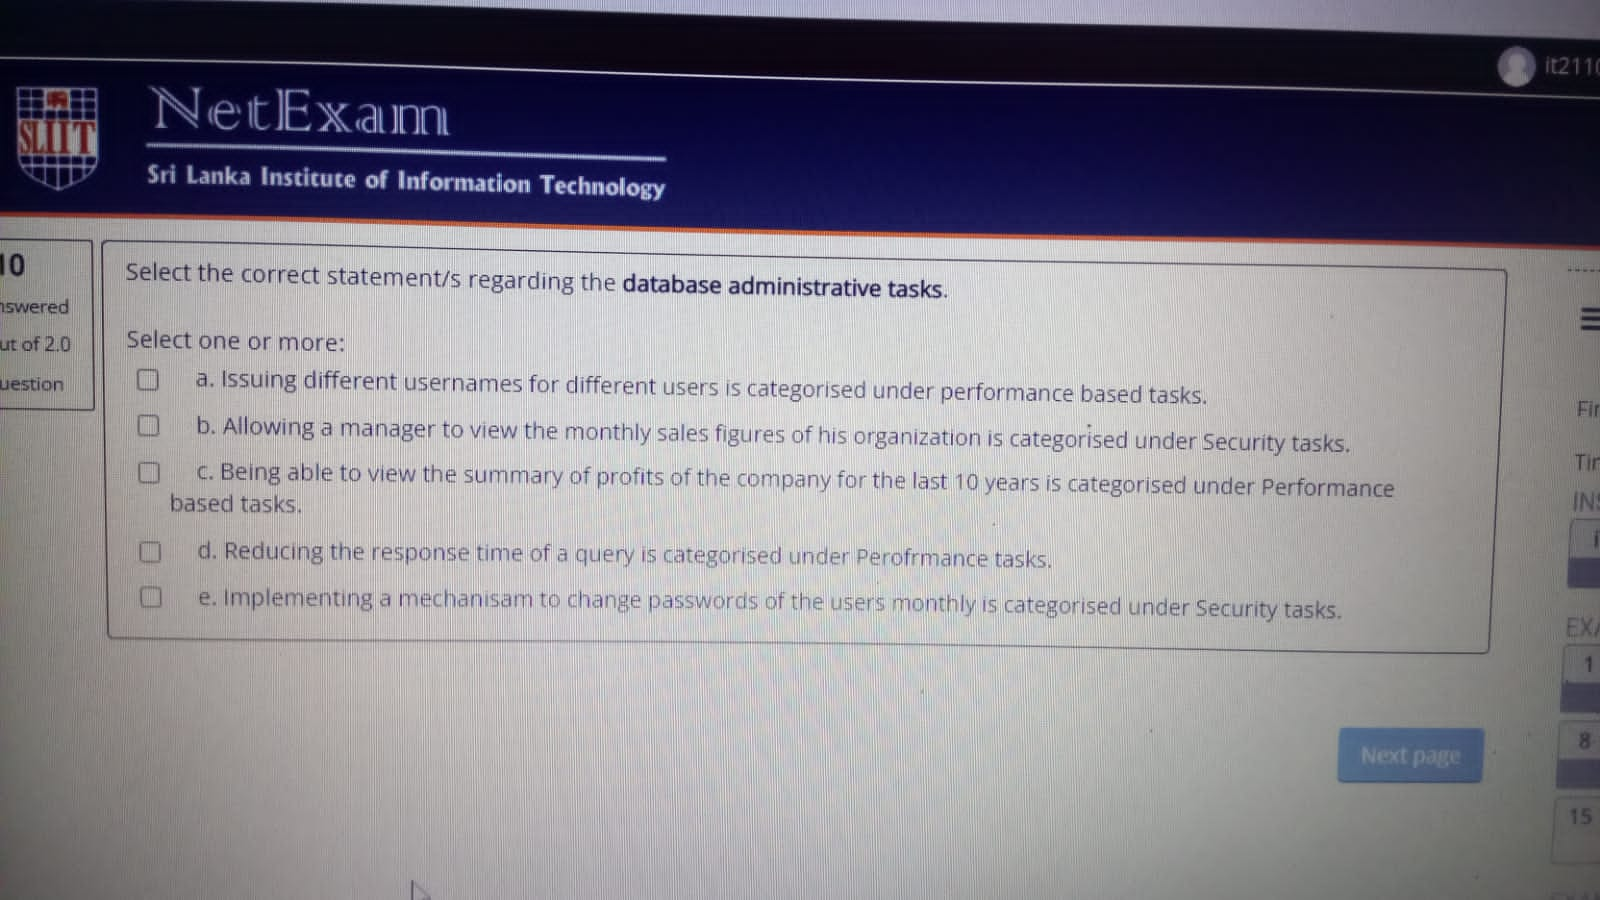 it211
SLIIT
NetExam
Sri Lanka Institute of Information Technology
10
Select the correct statement/s regarding the database administrative tasks.
nswered
ut of 2.0
uestion
Select one or more:
a. Issuing different usernames for different users is categorised under performance based tasks.
b. Allowing a manager to view the monthly sales figures of his organization is categorised under Security tasks.
c. Being able to view the summary of profits of the company for the last 10 years is categorised under Performance
based tasks.
d. Reducing the response time of a query is categorised under Perofrmance tasks.
e. Implementing a mechanisam to change passwords of the users monthly is categorised under Security tasks.
Next page
Fin
Tim
INS
i
EXA
1
8
15